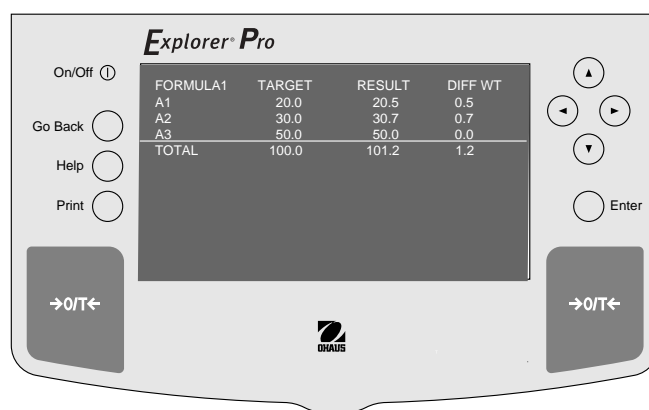 Explorer® Pro
On/Off
Go Back
Help
Print
FORMULA1 TARGET RESULT DIFF WT
A1 20.0 20.5 0.5
A2 30.0 30.7 0.7
A3 50.0 50.0 0.0
TOTAL 100.0 101.2 1.2
Enter
→0/T←
→0/T←
OHAUS